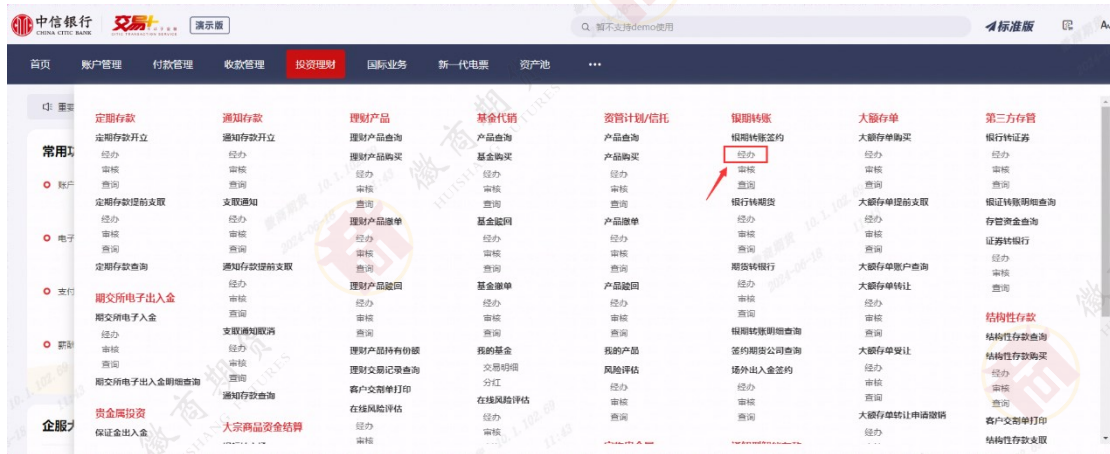 中信银行
CHINA CITIC BANK
交易+
演示版
暂不支持demo使用
标准版
首页 账户管理 付款管理 收款管理 投资理财 国际业务 新一代电票 资产池 •••
重要
常用功
账户
电子
支付
薪酬
企服大
定期存款
定期存款开立
经办
审核
查询
定期存款提前支取
经办
审核
查询
定期存款查询
期交所电子出入金
期交所电子入金
经办
审核
查询
期交所电子出入金明细查询
贵金属投资
保证金出入金
通知存款
通知存款开立
经办
审核
查询
支取通知
经办
审核
查询
通知存款提前支取
经办
审核
查询
支取通知取消
经办
审核
查询
通知存款查询
大宗商品资金结算
理财产品
理财产品查询
理财产品购买
经办
审核
查询
理财产品撤单
经办
审核
查询
理财产品赎回
经办
审核
查询
理财产品持有份额
理财交易记录查询
客户交割单打印
在线风险评估
经办
审核
基金代销
产品查询
基金购买
经办
审核
查询
基金赎回
经办
审核
查询
基金撤单
经办
审核
查询
我的基金
交易明细
分红
在线风险评估
经办
审核
资管计划/信托
产品查询
产品购买
经办
审核
查询
产品撤单
经办
审核
查询
产品赎回
经办
审核
查询
我的产品
风险评估
经办
审核
查询
银期转账
银期转账签约
经办
审核
查询
银行转期货
经办
审核
查询
期货转银行
经办
审核
查询
银期转账明细查询
签约期货公司查询
场外出入金签约
经办
审核
查询
大额存单
大额存单购买
经办
审核
查询
大额存单提前支取
经办
审核
查询
大额存单账户查询
大额存单转让
经办
审核
查询
大额存单受让
经办
审核
查询
大额存单转让申请撤销
经办
第三方存管
银行转证券
经办
审核
查询
银证转账明细查询
存管资金查询
证券转银行
经办
审核
查询
结构性存款
结构性存款查询
结构性存款购买
经办
审核
查询
客户交割单打印
结构性存款支取
徽商期货
HUISHANG FUTURES